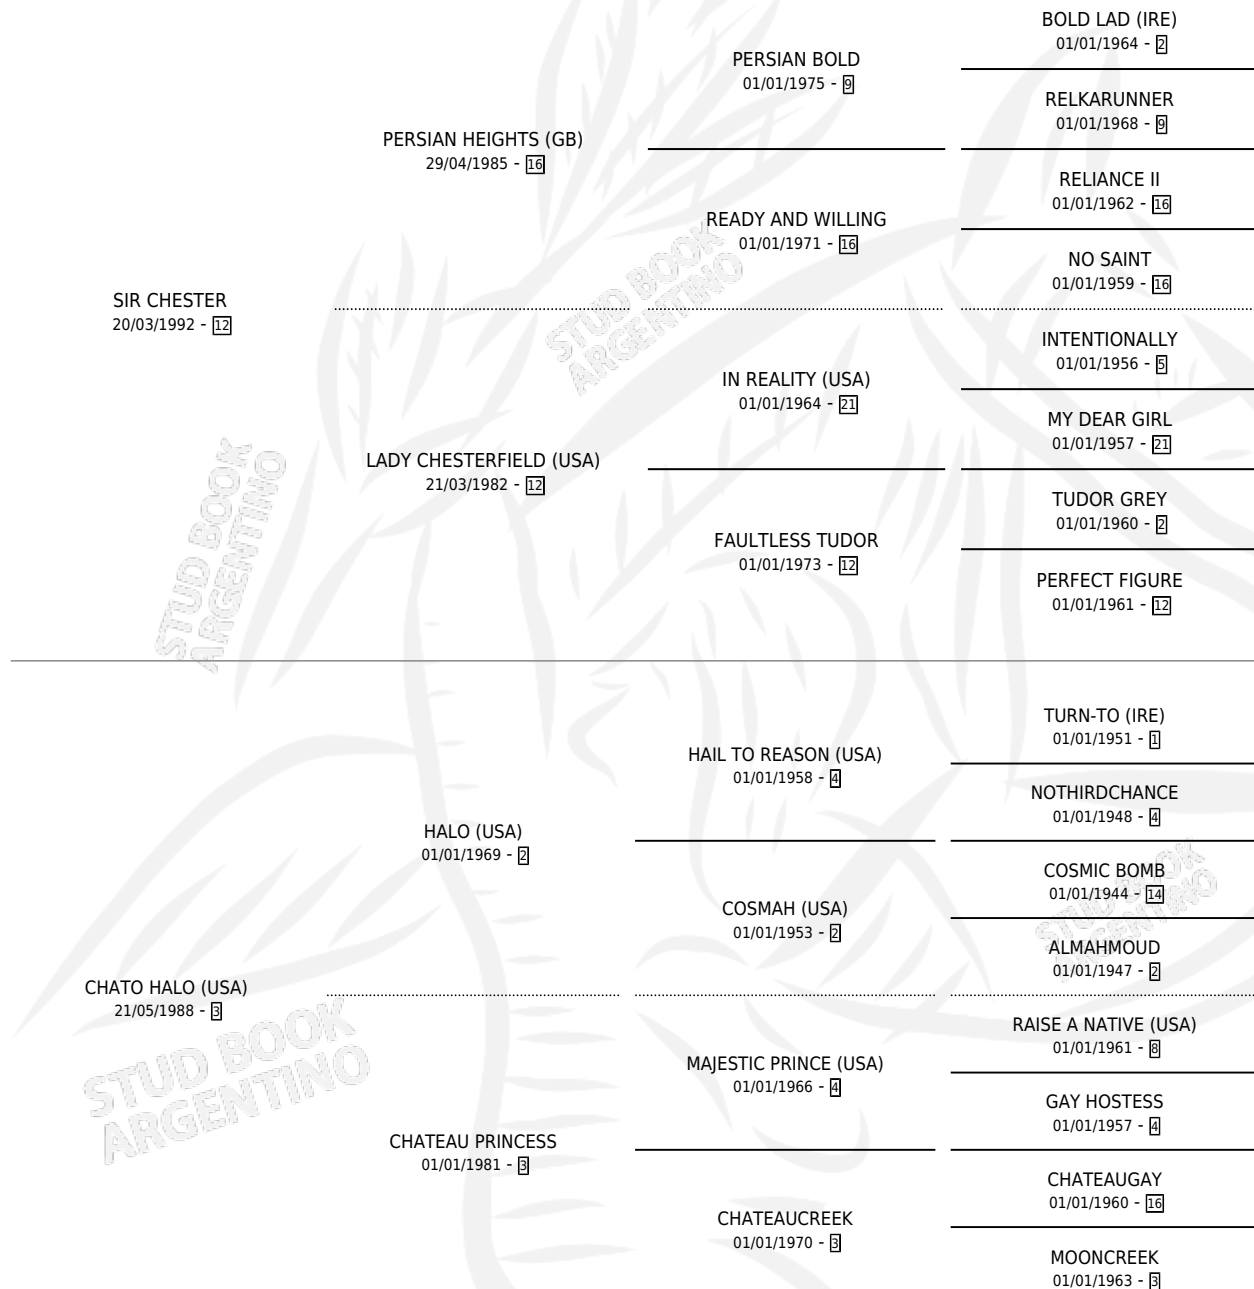 BOLD LAD (IRE)
01/01/1964 - 2
PERSIAN BOLD
01/01/1975 - 9
RELKARUNNER
01/01/1968 - 9
PERSIAN HEIGHTS (GB)
29/04/1985 - 16
RELIANCE II
01/01/1962 - 16
READY AND WILLING
01/01/1971 - 16
NO SAINT
01/01/1959 - 16
SIR CHESTER
20/03/1992 - 12
STUD BOOK
ARGENTINO
INTENTIONALLY
01/01/1956 - 5
IN REALITY (USA)
01/01/1964 - 21
MY DEAR GIRL
01/01/1957 - 21
LADY CHESTERFIELD (USA)
21/03/1982 - 12
TUDOR GREY
01/01/1960 - 2
FAULTLESS TUDOR
01/01/1973 - 12
PERFECT FIGURE
01/01/1961 - 12
STUD BOOK
ARGENTINO
TURN-TO (IRE)
01/01/1951 - 1
HAIL TO REASON (USA)
01/01/1958 - 4
NOTHIRDCHANCE
01/01/1948 - 4
HALO (USA)
01/01/1969 - 2
COSMIC BOMB
01/01/1944 - 14
COSMAH (USA)
01/01/1953 - 2
STUD BOOK
ARGENTINO
ALMAHMOUD
01/01/1947 - 2
CHATO HALO (USA)
21/05/1988 - 3
RAISE A NATIVE (USA)
01/01/1961 - 8
MAJESTIC PRINCE (USA)
01/01/1966 - 4
STUD BOOK
ARGENTINO
GAY HOSTESS
01/01/1957 - 4
CHATEAU PRINCESS
01/01/1981 - 3
CHATEAUGAY
01/01/1960 - 16
CHATEAUCREEK
01/01/1970 - 3
MOONCREEK
01/01/1963 - 3